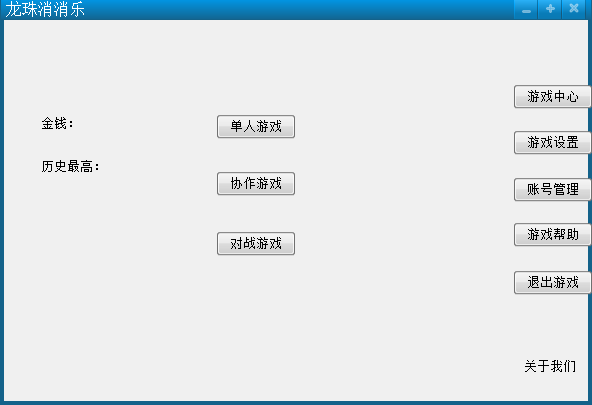 龙珠消消乐
游戏中心
金钱：
单人游戏
游戏设置
历史最高：
协作游戏
账号管理
对战游戏
游戏帮助
退出游戏
关于我们